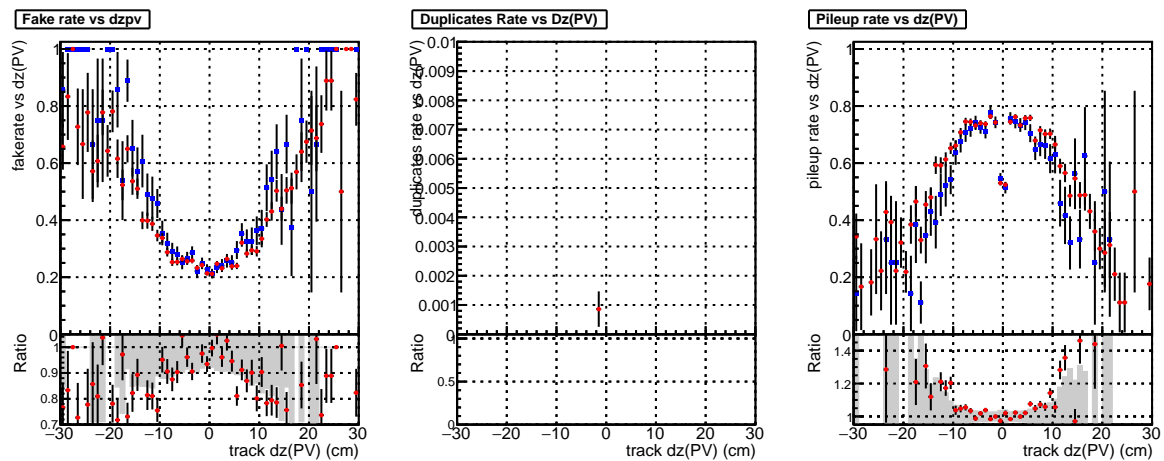 Fake rate vs dzpv
fakerate vs dz(PV)
1
0.8
0.6
0.4
0.2
0
Ratio
1
0.9
0.8
0.7
−30 −20 −10 0 10 20 30
track dz(PV) (cm)
Duplicates Rate vs Dz(PV)
duplicates rate vs dz(PV)
0.01
0.009
0.008
0.007
0.006
0.005
0.004
0.003
0.002
0.001
0
Ratio
1
0.5
0
−30 −20 −10 0 10 20 30
track dz(PV) (cm)
Pileup rate vs dz(PV)
pileup rate vs dz(PV)
1
0.8
0.6
0.4
0.2
0
Ratio
1.4
1.2
1
−30 −20 −10 0 10 20 30
track dz(PV) (cm)